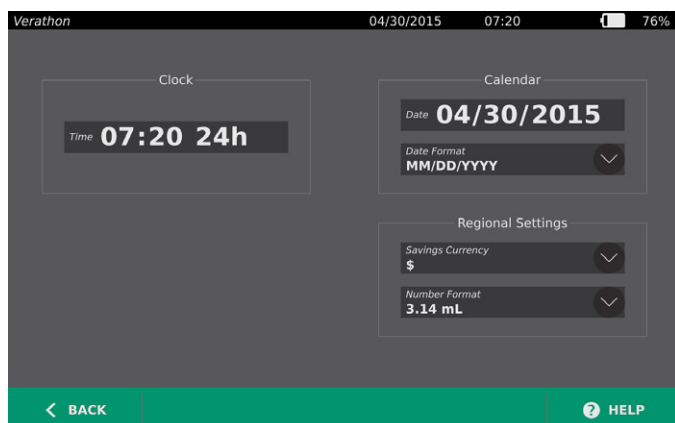 Verathon 04/30/2015 07:20 76%
Clock
Time 07:20 24h
Calendar
Date 04/30/2015
Date Format
MM/DD/YYYY
Regional Settings
Savings Currency
$
Number Format
3.14 mL
BACK
? HELP